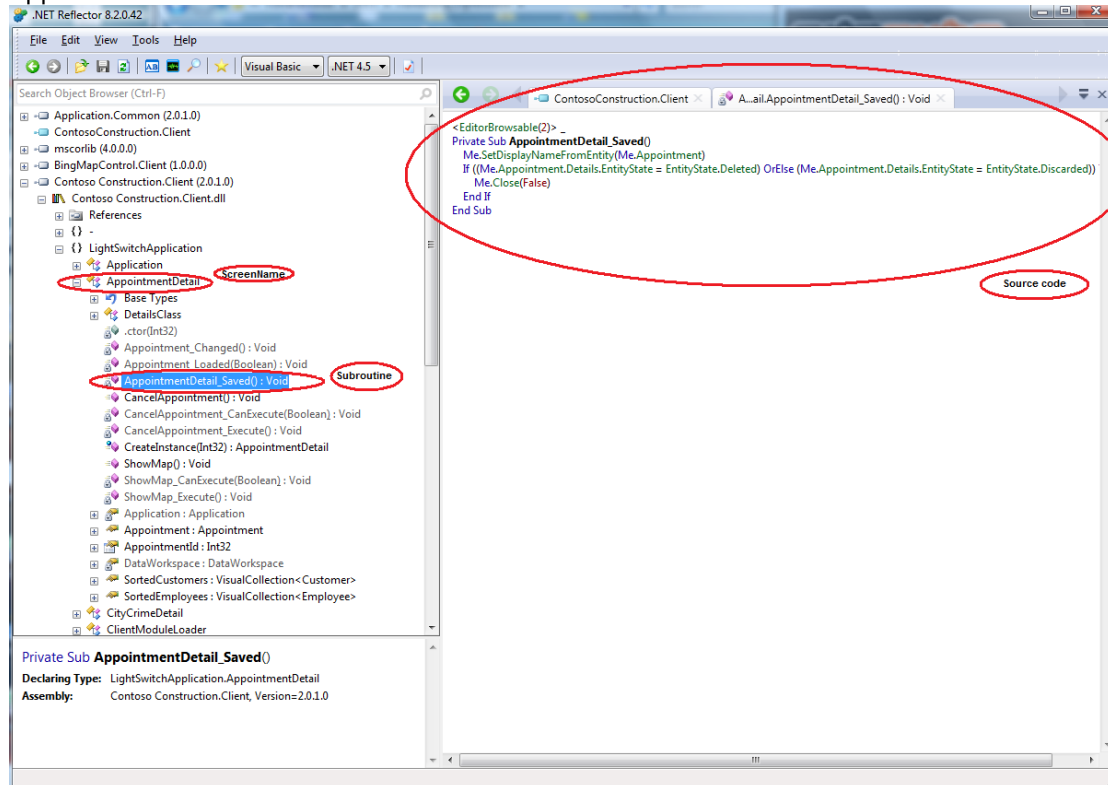 .NET Reflector 8.2.0.42
File Edit View Tools Help
Visual Basic .NET 4.5
Search Object Browser (Ctrl-F)
Application.Common (2.0.1.0)
ContosoConstruction.Client
mscorlib (4.0.0.0)
BingMapControl.Client (1.0.0.0)
Contoso Construction.Client (2.0.1.0)
Contoso Construction.Client.dll
References
{} -
{} LightSwitchApplication
Application
AppointmentDetail
ScreenName
Base Types
DetailsClass
.ctor(Int32)
Appointment_Changed() : Void
Appointment_Loaded(Boolean) : Void
AppointmentDetail_Saved() : Void
Subroutine
CancelAppointment() : Void
CancelAppointment_CanExecute(Boolean) : Void
CancelAppointment_Execute() : Void
CreateInstance(Int32) : AppointmentDetail
ShowMap() : Void
ShowMap_CanExecute(Boolean) : Void
ShowMap_Execute() : Void
Application : Application
Appointment : Appointment
AppointmentId : Int32
DataWorkspace : DataWorkspace
SortedCustomers : VisualCollection<Customer>
SortedEmployees : VisualCollection<Employee>
CityCrimeDetail
ClientModuleLoader
Private Sub AppointmentDetail_Saved()
Declaring Type: LightSwitchApplication.AppointmentDetail
Assembly: Contoso Construction.Client, Version=2.0.1.0
ContosoConstruction.Client A...ail.AppointmentDetail_Saved() : Void
<EditorBrowsable(2)> _
Private Sub AppointmentDetail_Saved()
Me.SetDisplayNameFromEntity(Me.Appointment)
If ((Me.Appointment.Details.EntityState = EntityState.Deleted) OrElse (Me.Appointment.Details.EntityState = EntityState.Discarded))
Me.Close(False)
End If
End Sub
Source code